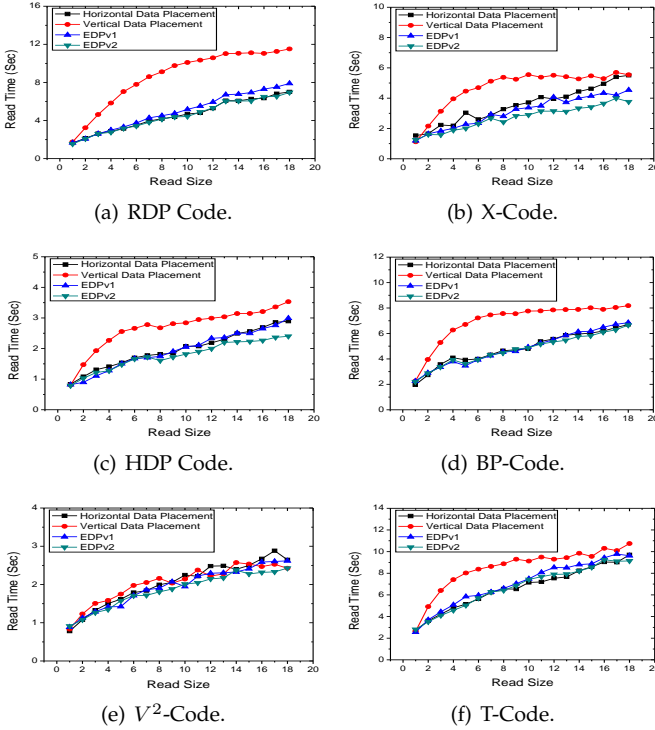 Horizontal Data Placement
Vertical Data Placement
EDPv1
EDPv2
16
12
8
4
0
Read Time (Sec)
0 2 4 6 8 10 12 14 16 18 20
Read Size
(a) RDP Code.
Horizontal Data Placement
Vertical Data Placement
EDPv1
EDPv2
10
8
6
4
2
0
Read Time (Sec)
0 2 4 6 8 10 12 14 16 18 20
Read Size
(b) X-Code.
Horizontal Data Placement
Vertical Data Placement
EDPv1
EDPv2
5
4
3
2
1
0
Read Time (Sec)
0 2 4 6 8 10 12 14 16 18 20
Read Size
(c) HDP Code.
Horizontal Data Placement
Vertical Data Placement
EDPv1
EDPv2
12
10
8
6
4
2
0
Read Time (Sec)
0 2 4 6 8 10 12 14 16 18 20
Read Size
(d) BP-Code.
Horizontal Data Placement
Vertical Data Placement
EDPv1
EDPv2
4
3
2
1
0
Read Time (Sec)
0 2 4 6 8 10 12 14 16 18 20
Read Size
(e) V²-Code.
Horizontal Data Placement
Vertical Data Placement
EDPv1
EDPv2
14
12
10
8
6
4
2
0
Read Time (Sec)
0 2 4 6 8 10 12 14 16 18 20
Read Size
(f) T-Code.